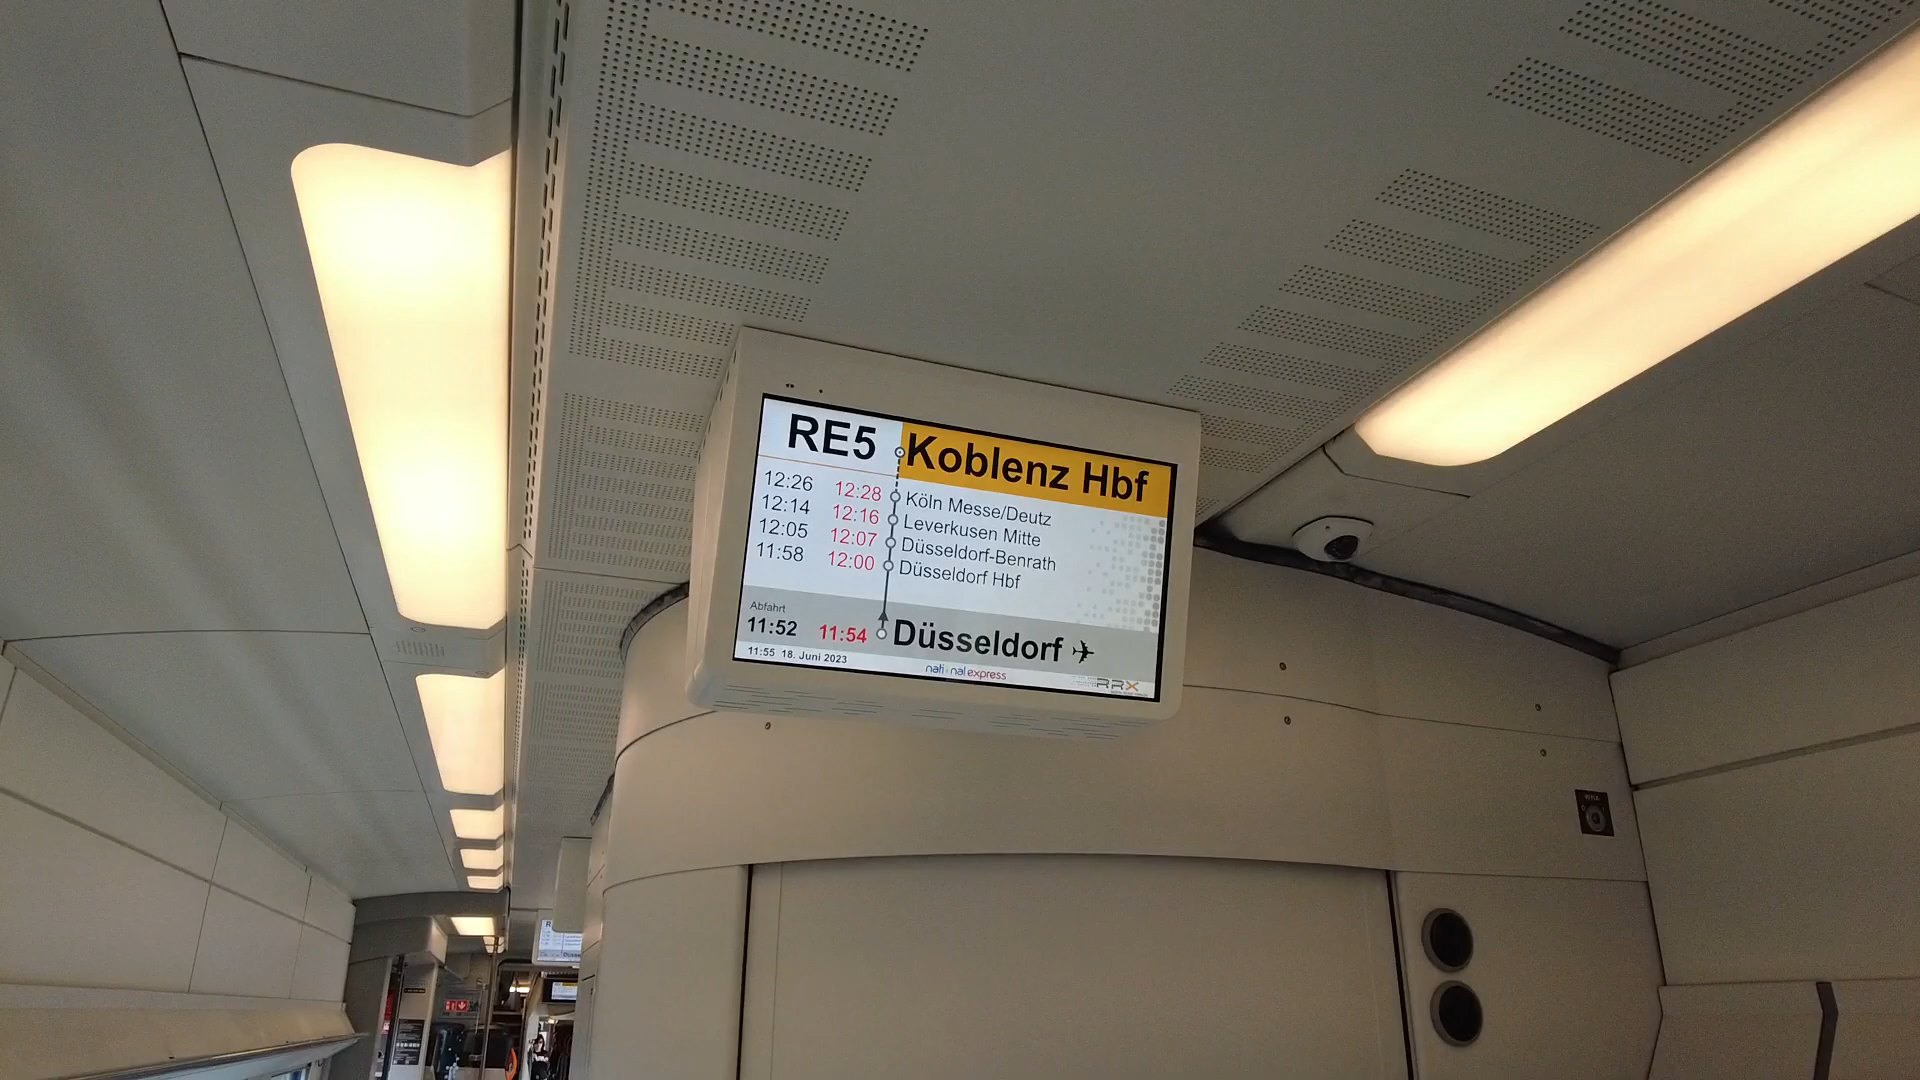 RE5 Koblenz Hbf
12:26 12:28 Köln Messe/Deutz
12:14 12:16 Leverkusen Mitte
12:05 12:07 Düsseldorf-Benrath
11:58 12:00 Düsseldorf Hbf
Abfahrt
11:52 11:54 Düsseldorf
11:55 18. Juni 2023
national express
RRX